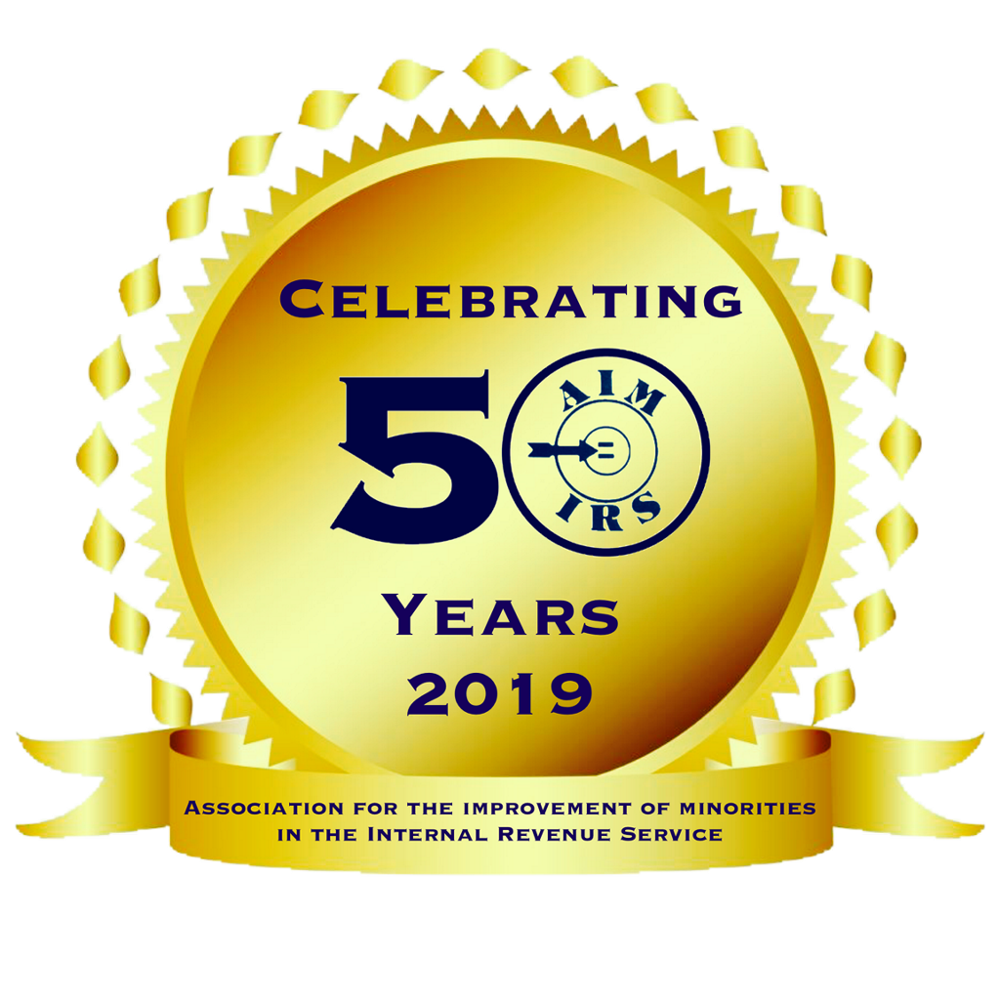 CELEBRATING
50
AIM
IRS
YEARS
2019
ASSOCIATION FOR THE IMPROVEMENT OF MINORITIES
IN THE INTERNAL REVENUE SERVICE